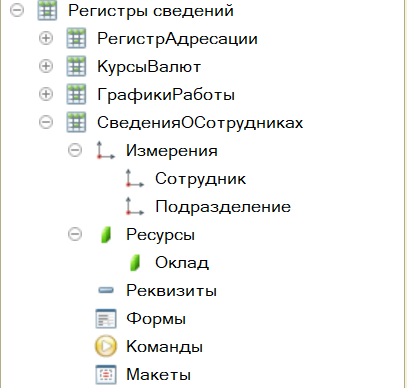 Регистры сведений
РегистрАдресации
КурсыВалют
ГрафикиРаботы
СведенияОСотрудниках
Измерения
Сотрудник
Подразделение
Ресурсы
Оклад
Реквизиты
Формы
Команды
Макеты